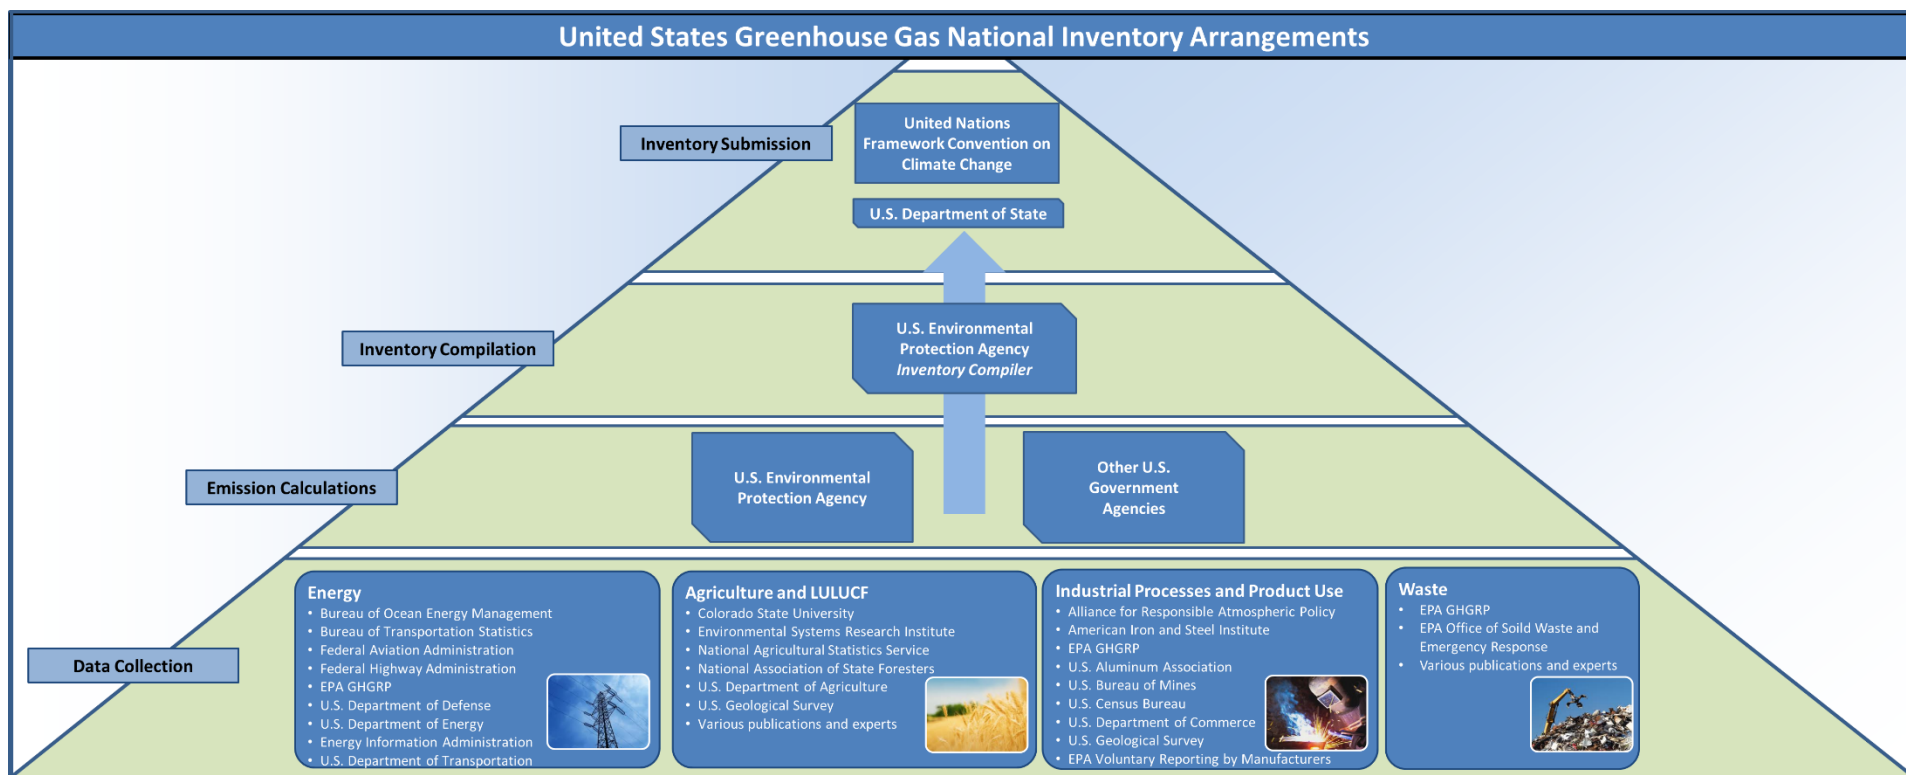 United States Greenhouse Gas National Inventory Arrangements
Inventory Submission
United Nations
Framework Convention on
Climate Change
U.S. Department of State
Inventory Compilation
U.S. Environmental
Protection Agency
Inventory Compiler
Emission Calculations
U.S. Environmental
Protection Agency
Other U.S.
Government
Agencies
Data Collection
Energy
• Bureau of Ocean Energy Management
• Bureau of Transportation Statistics
• Federal Aviation Administration
• Federal Highway Administration
• EPA GHGRP
• U.S. Department of Defense
• U.S. Department of Energy
• Energy Information Administration
• U.S. Department of Transportation
Agriculture and LULUCF
• Colorado State University
• Environmental Systems Research Institute
• National Agricultural Statistics Service
• National Association of State Foresters
• U.S. Department of Agriculture
• U.S. Geological Survey
• Various publications and experts
Industrial Processes and Product Use
• Alliance for Responsible Atmospheric Policy
• American Iron and Steel Institute
• EPA GHGRP
• U.S. Aluminum Association
• U.S. Bureau of Mines
• U.S. Census Bureau
• U.S. Department of Commerce
• U.S. Geological Survey
• EPA Voluntary Reporting by Manufacturers
Waste
• EPA GHGRP
• EPA Office of Soild Waste and
Emergency Response
• Various publications and experts